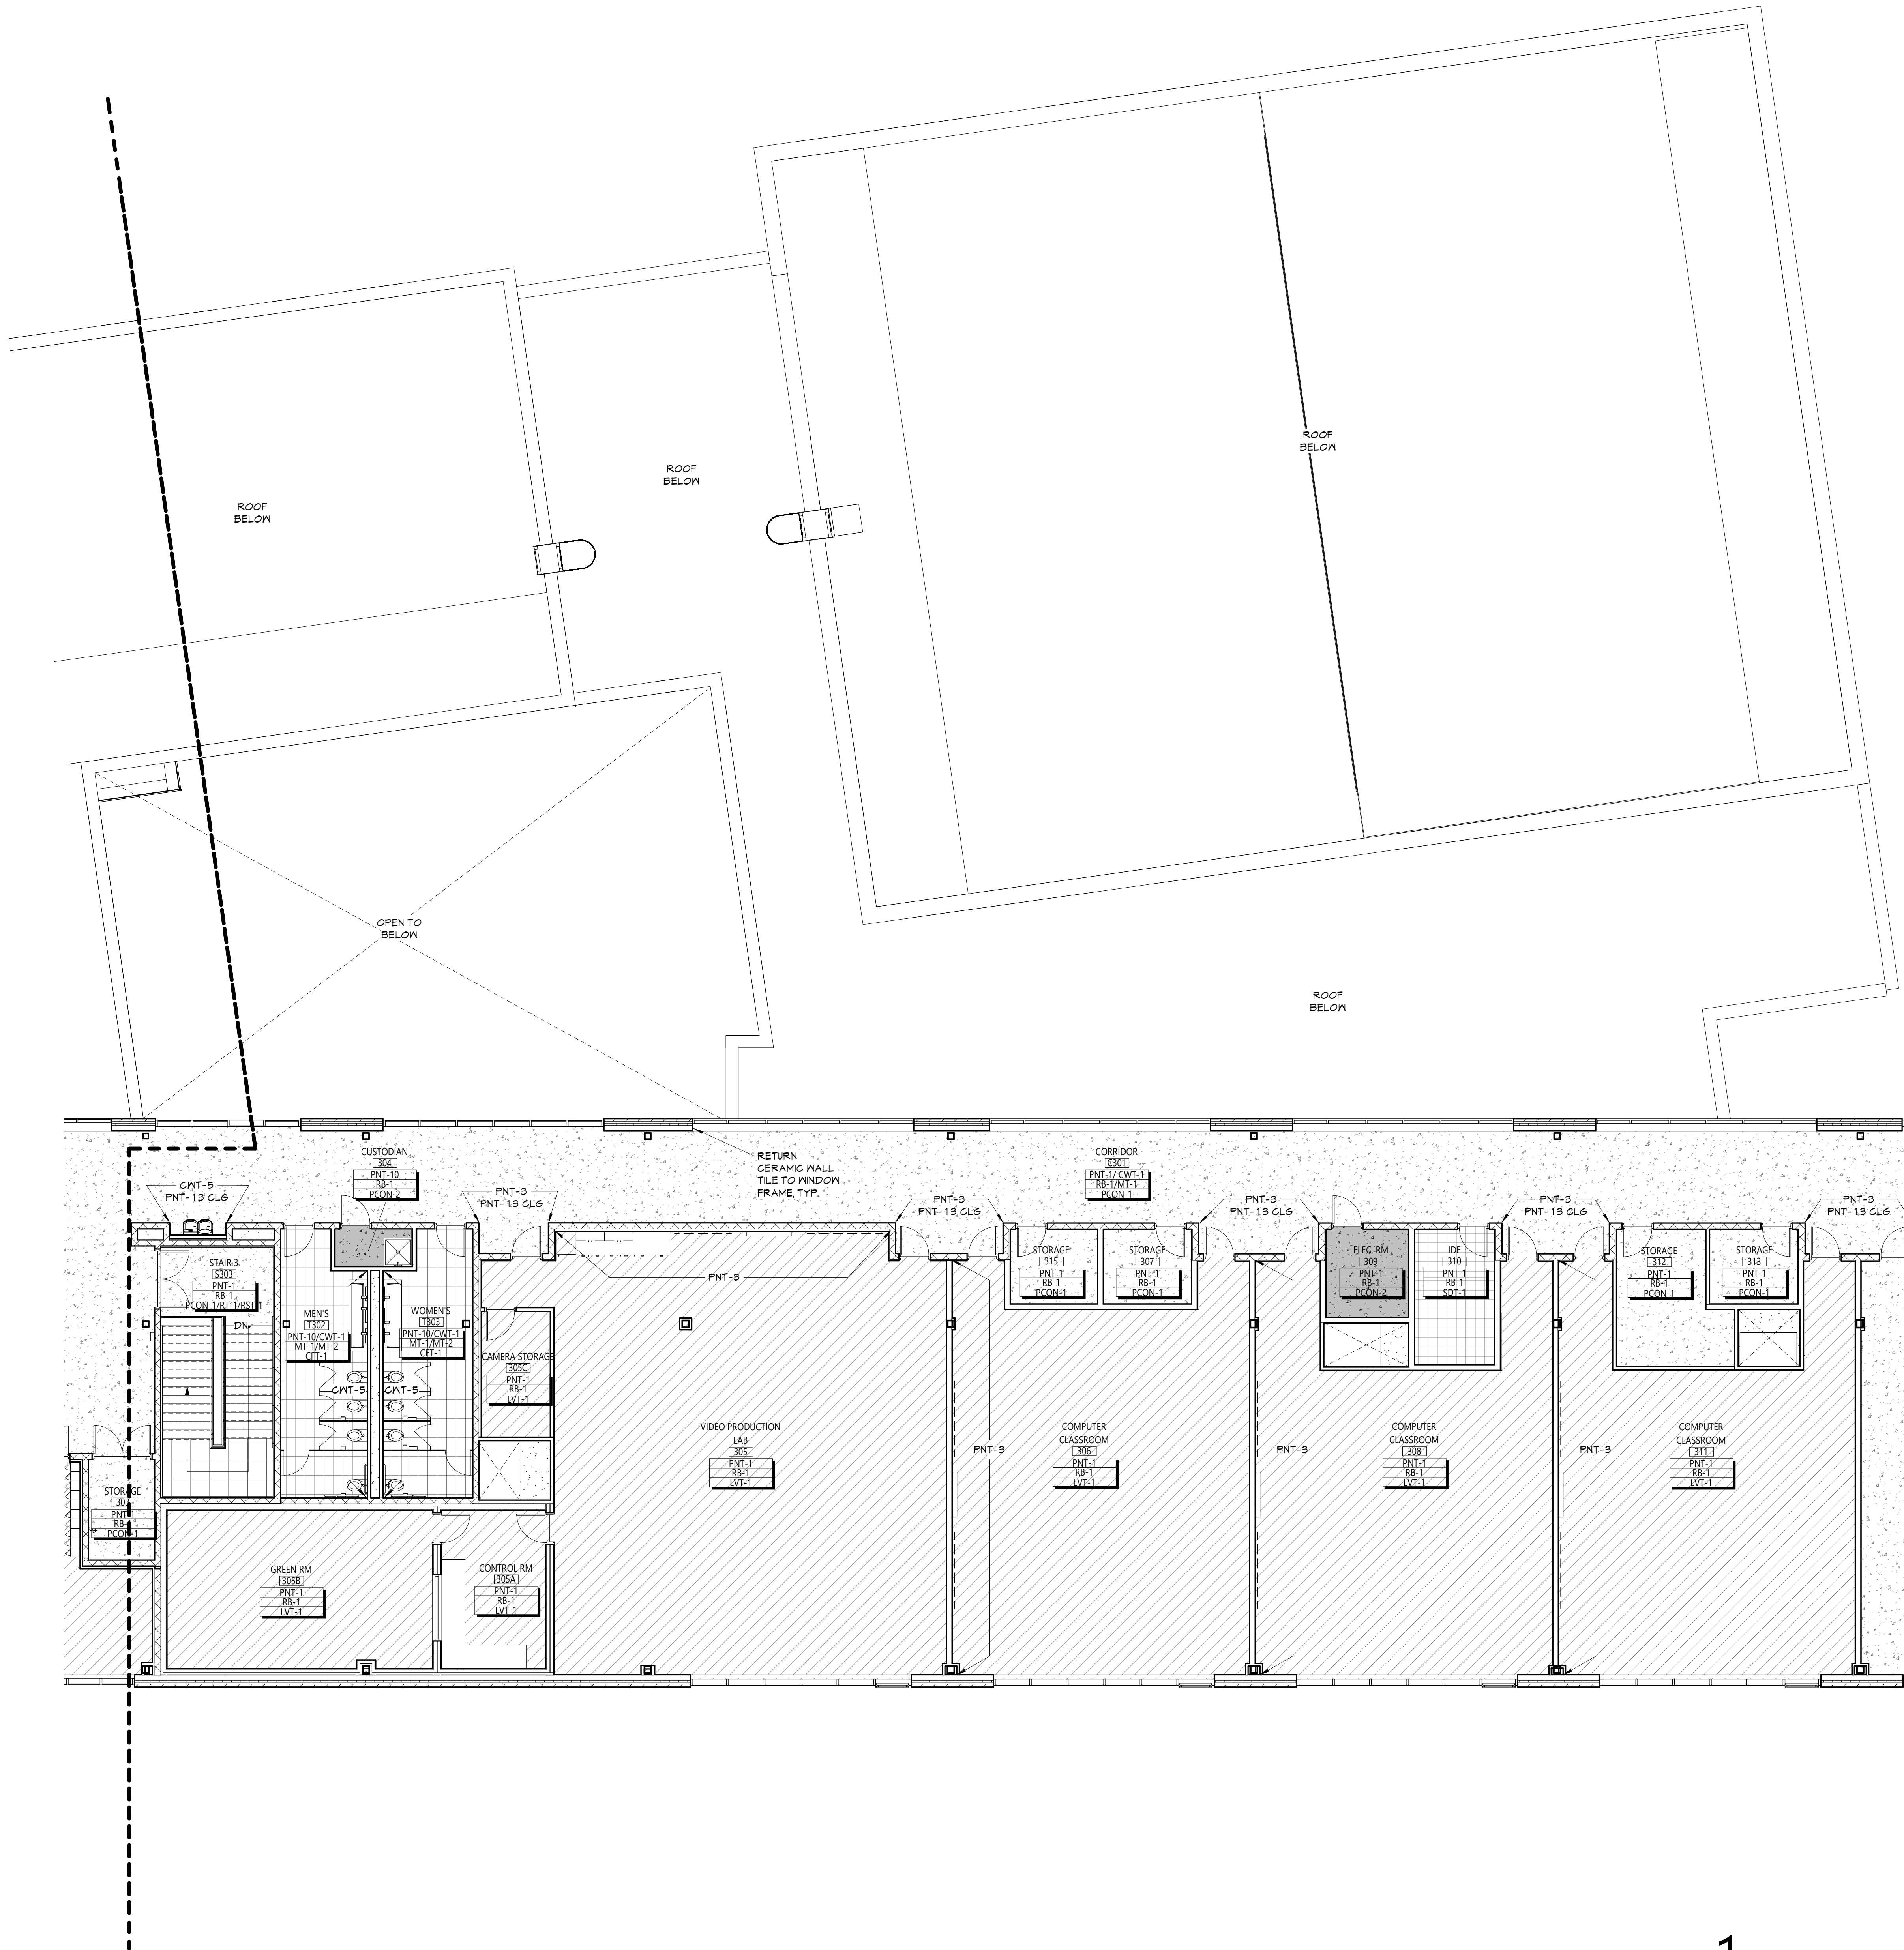 ROOF
BELOW
ROOF
BELOW
ROOF
BELOW
OPEN TO
BELOW
ROOF
BELOW
CUSTODIAN
304
PNT-10
RB-1
PCON-2
RETURN
CERAMIC WALL
TILE TO WINDOW
FRAME, TYP.
CORRIDOR
C301
PNT-1/CWT-1
RB-1/MT-1
PCON-1
CWT-5
PNT-13 CLG
PNT-3
PNT-13 CLG
PNT-3
PNT-13 CLG
PNT-3
PNT-13 CLG
PNT-3
PNT-13 CLG
PNT-3
PNT-13 CLG
STAIR 3
S303
PNT-1
RB-1
PCON-1/RT-1/RST-1
DN.
MEN'S
T302
PNT-10/CWT-1
MT-1/MT-2
CFT-1
WOMEN'S
T303
PNT-10/CWT-1
MT-1/MT-2
CFT-1
CWT-5
CWT-5
CAMERA STORAGE
305C
PNT-1
RB-1
LVT-1
PNT-3
STORAGE
315
PNT-1
RB-1
PCON-1
STORAGE
307
PNT-1
RB-1
PCON-1
ELEC. RM
309
PNT-1
RB-1
PCON-2
IDF
310
PNT-1
RB-1
SDT-1
STORAGE
312
PNT-1
RB-1
PCON-1
STORAGE
313
PNT-1
RB-1
PCON-1
VIDEO PRODUCTION
LAB
305
PNT-1
RB-1
LVT-1
PNT-3
COMPUTER
CLASSROOM
306
PNT-1
RB-1
LVT-1
PNT-3
COMPUTER
CLASSROOM
308
PNT-1
RB-1
LVT-1
PNT-3
COMPUTER
CLASSROOM
311
PNT-1
RB-1
LVT-1
STORAGE
PNT-1
RB-1
PCON-1
GREEN RM
305B
PNT-1
RB-1
LVT-1
CONTROL RM
305A
PNT-1
RB-1
LVT-1
1